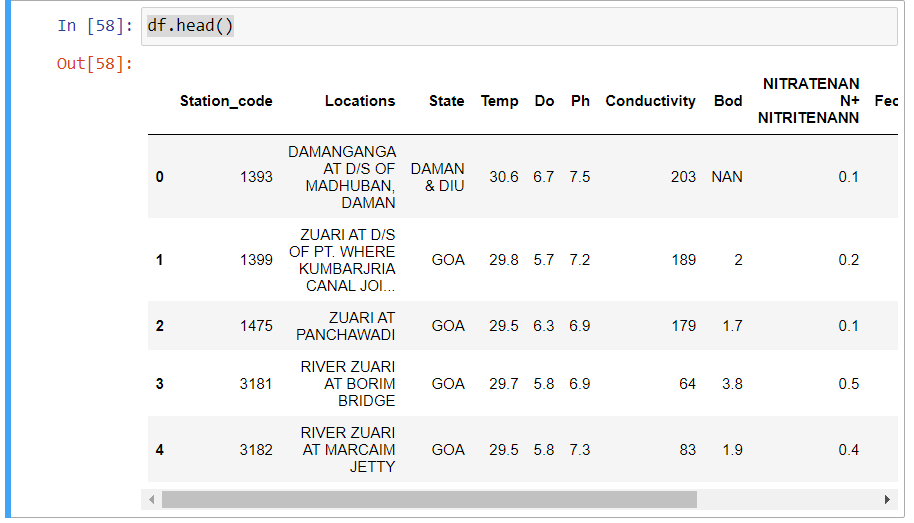 In [58]: df.head()
Out[58]:
Station_code Locations State Temp Do Ph Conductivity Bod NITRATENAN N+ NITRITENANN Fec
0 1393 DAMANGANGA AT D/S OF MADHUBAN, DAMAN DAMAN & DIU 30.6 6.7 7.5 203 NAN 0.1
1 1399 ZUARI AT D/S OF PT. WHERE KUMBARJRIA CANAL JOI... GOA 29.8 5.7 7.2 189 2 0.2
2 1475 ZUARI AT PANCHAWADI GOA 29.5 6.3 6.9 179 1.7 0.1
3 3181 RIVER ZUARI AT BORIM BRIDGE GOA 29.7 5.8 6.9 64 3.8 0.5
4 3182 RIVER ZUARI AT MARCAIM JETTY GOA 29.5 5.8 7.3 83 1.9 0.4